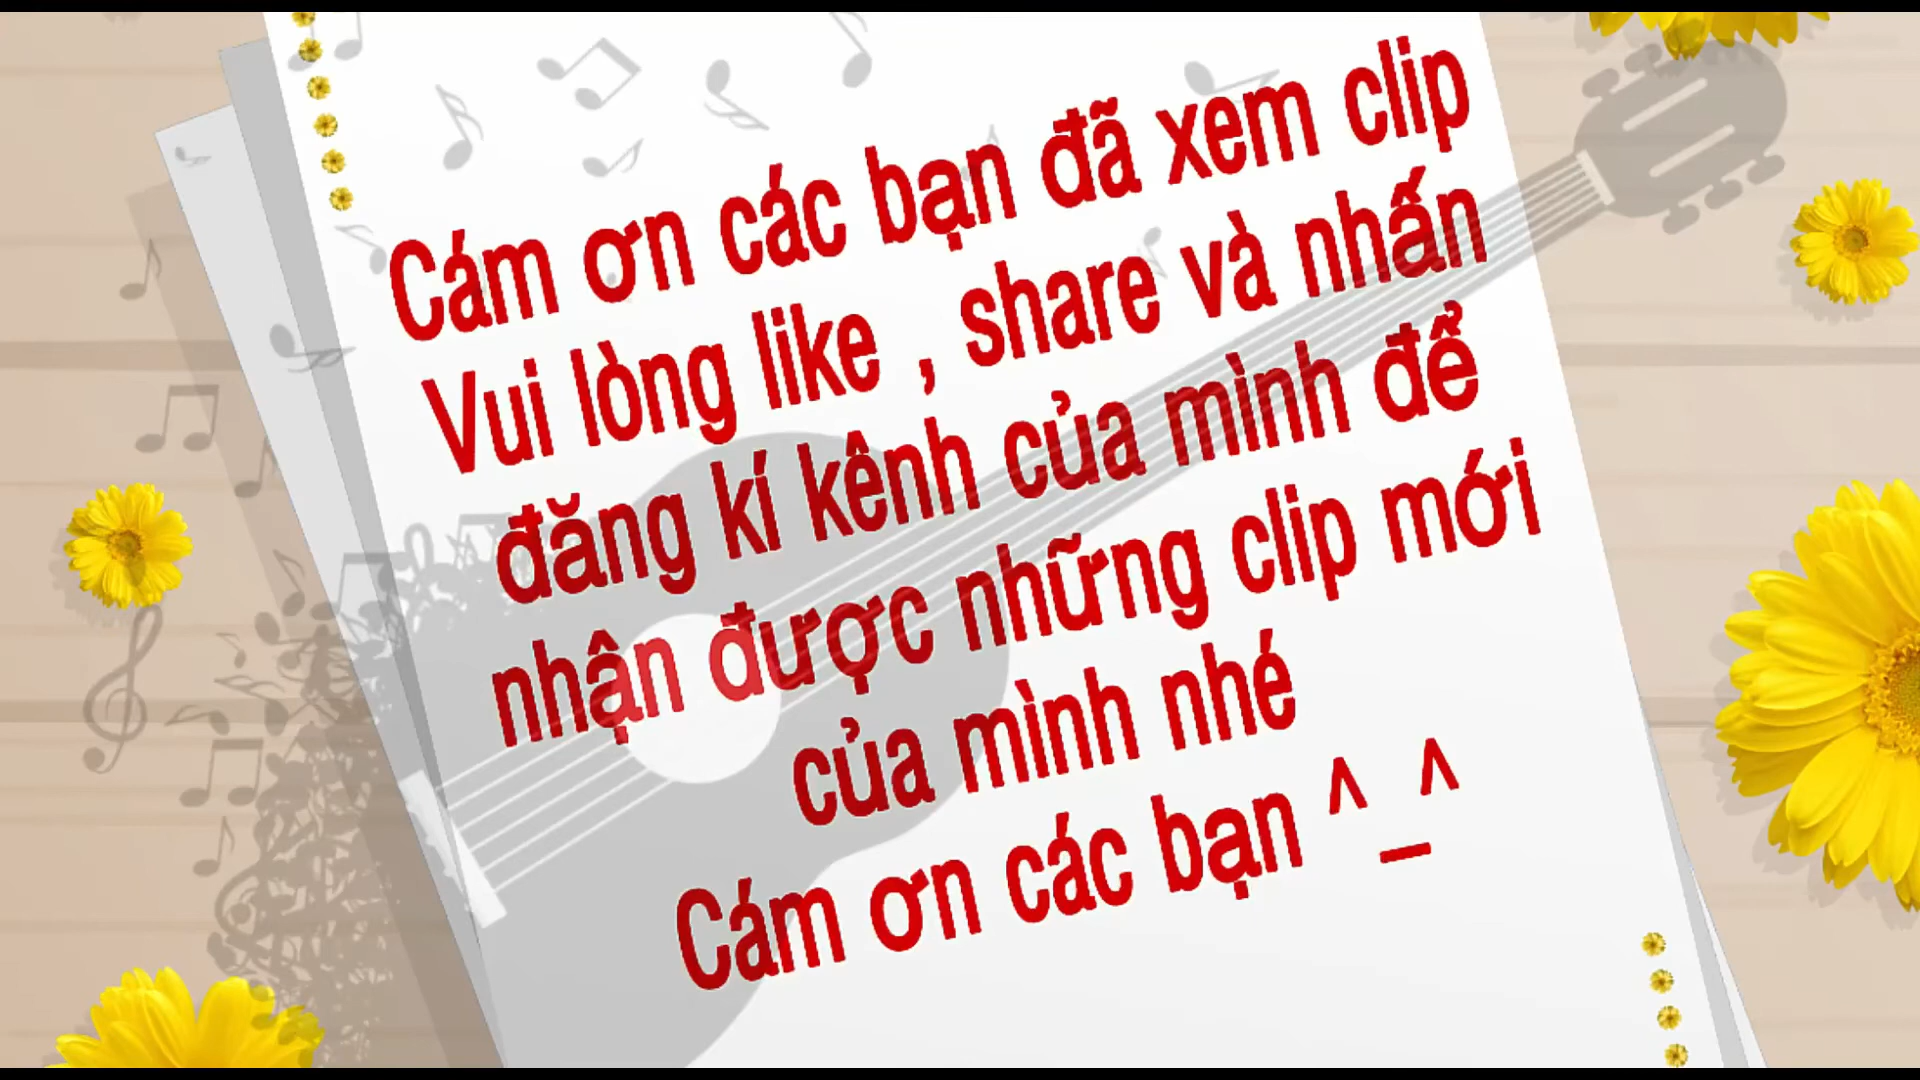 Cám ơn các bạn đã xem clip
Vui lòng like , share và nhấn
đăng kí kênh của mình để
nhận được những clip mới
của mình nhé
Cám ơn các bạn ^_^